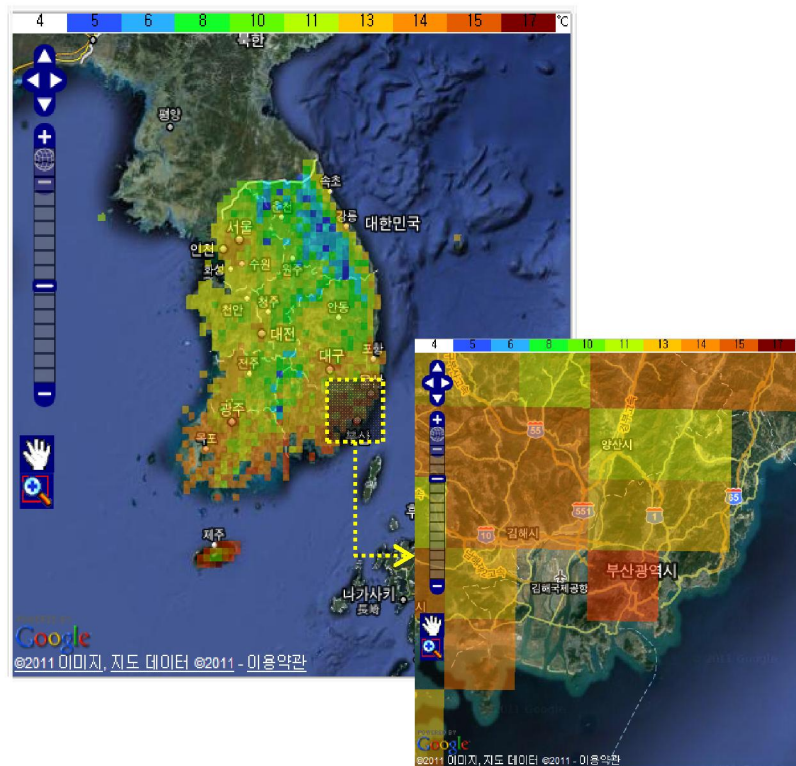 4 5 6 8 10 11 13 14 15 17 ℃
북한
평양
속초
춘천
강릉
대한민국
서울
인천
수원
화성
원주
천안
청주
안동
대전
포항
전주
대구
광주
부산
목포
제주
나가사키
長崎
Google
©2011 이미지, 지도 데이터 ©2011 - 이용약관
4 5 6 8 10 11 13 14 15 17
55
양산시
65
551
1
10
김해시
부산광역시
김해국제공항
POWERED BY
Google
©2011 이미지, 지도 데이터 ©2011 - 이용약관